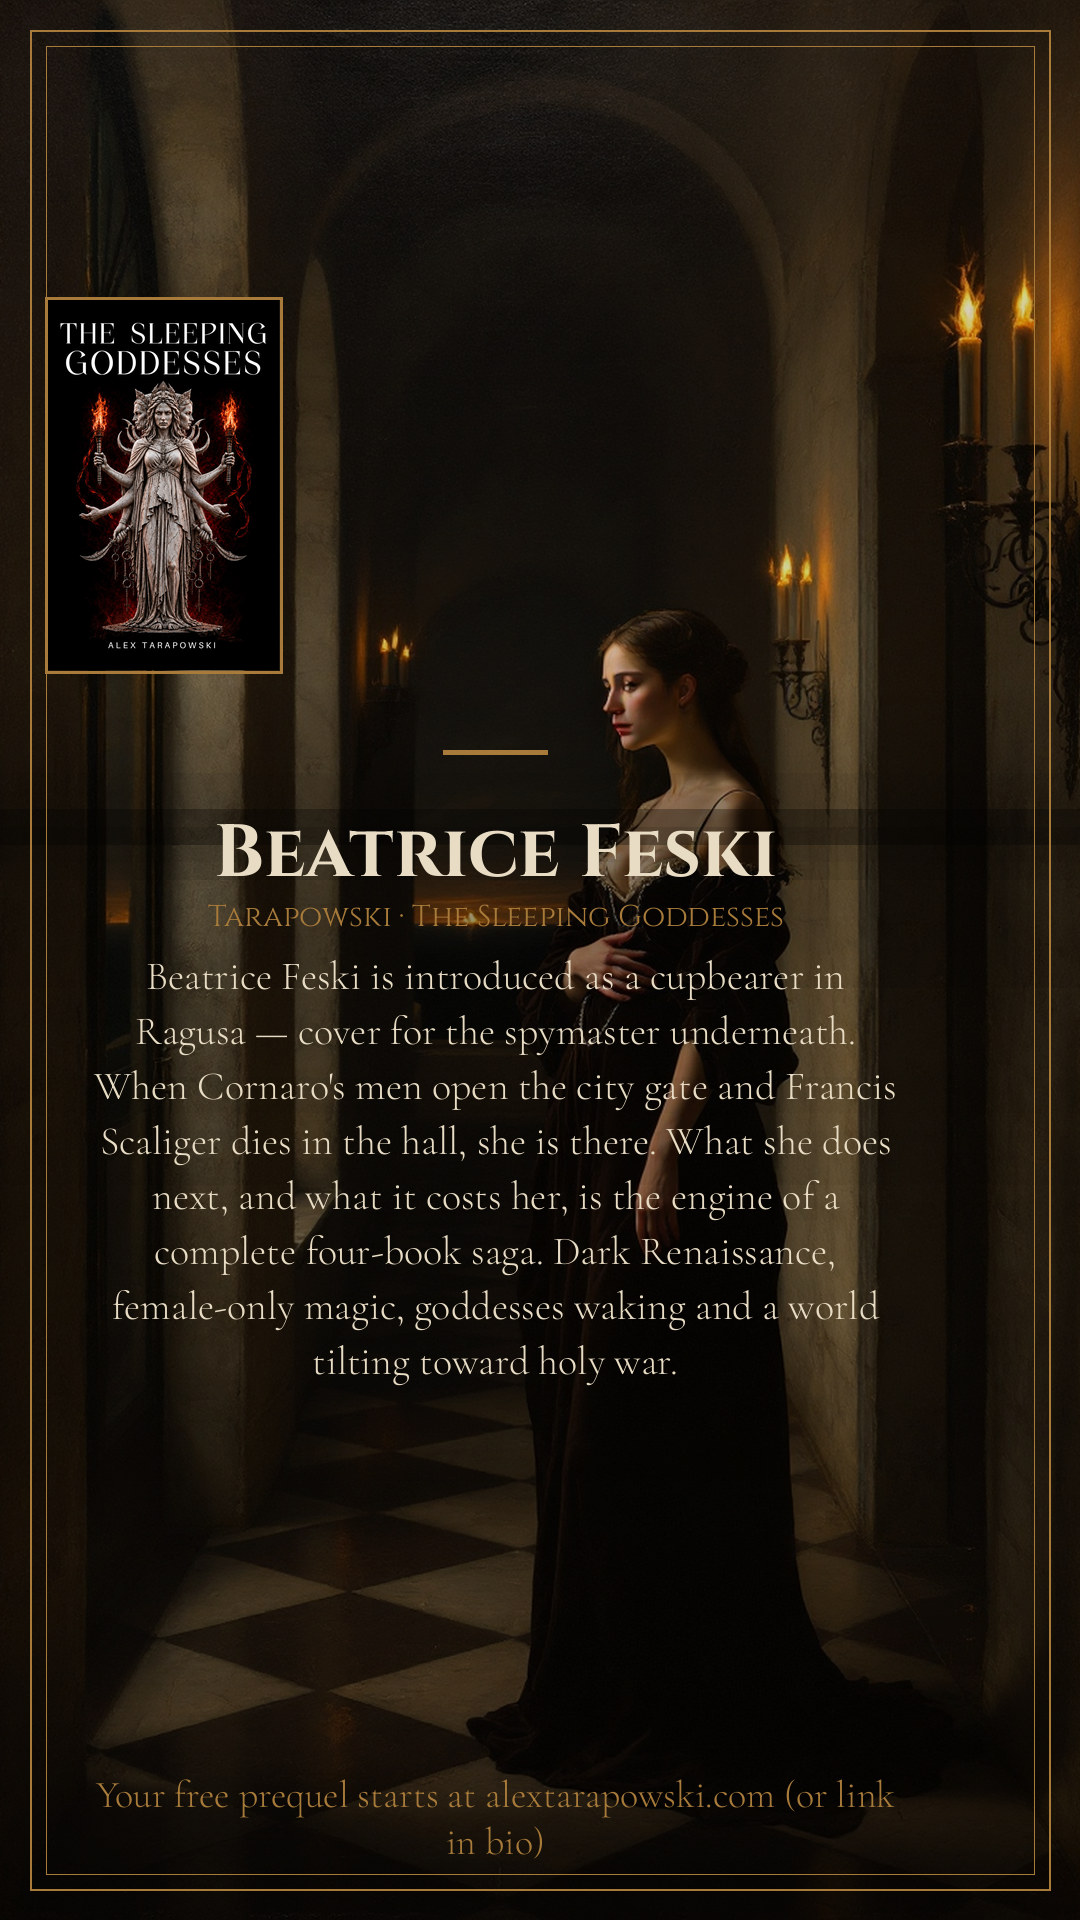 THE SLEEPING
GODDESSES
ALEX TARAPOWSKI
Beatrice Feski
Tarapowski · The Sleeping Goddesses
Beatrice Feski is introduced as a cupbearer in
Ragusa — cover for the spymaster underneath.
When Cornaro's men open the city gate and Francis
Scaliger dies in the hall, she is there. What she does
next, and what it costs her, is the engine of a
complete four-book saga. Dark Renaissance,
female-only magic, goddesses waking and a world
tilting toward holy war.
Your free prequel starts at alextarapowski.com (or link
in bio)